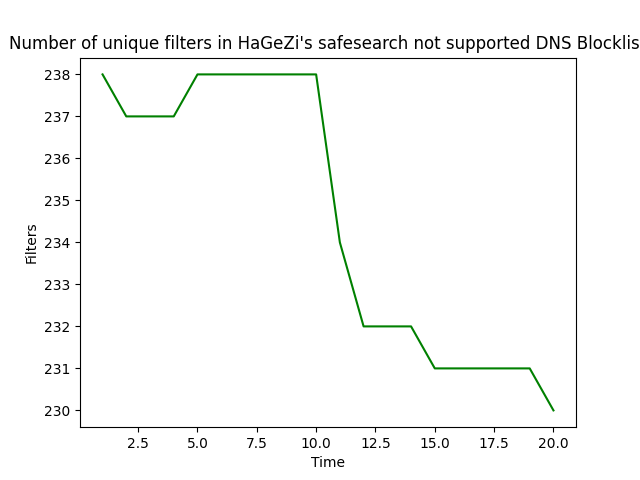 Number of unique filters in HaGeZi's safesearch not supported DNS Blocklis
238
237
236
235
234
233
232
231
230
Filters
2.5 5.0 7.5 10.0 12.5 15.0 17.5 20.0
Time